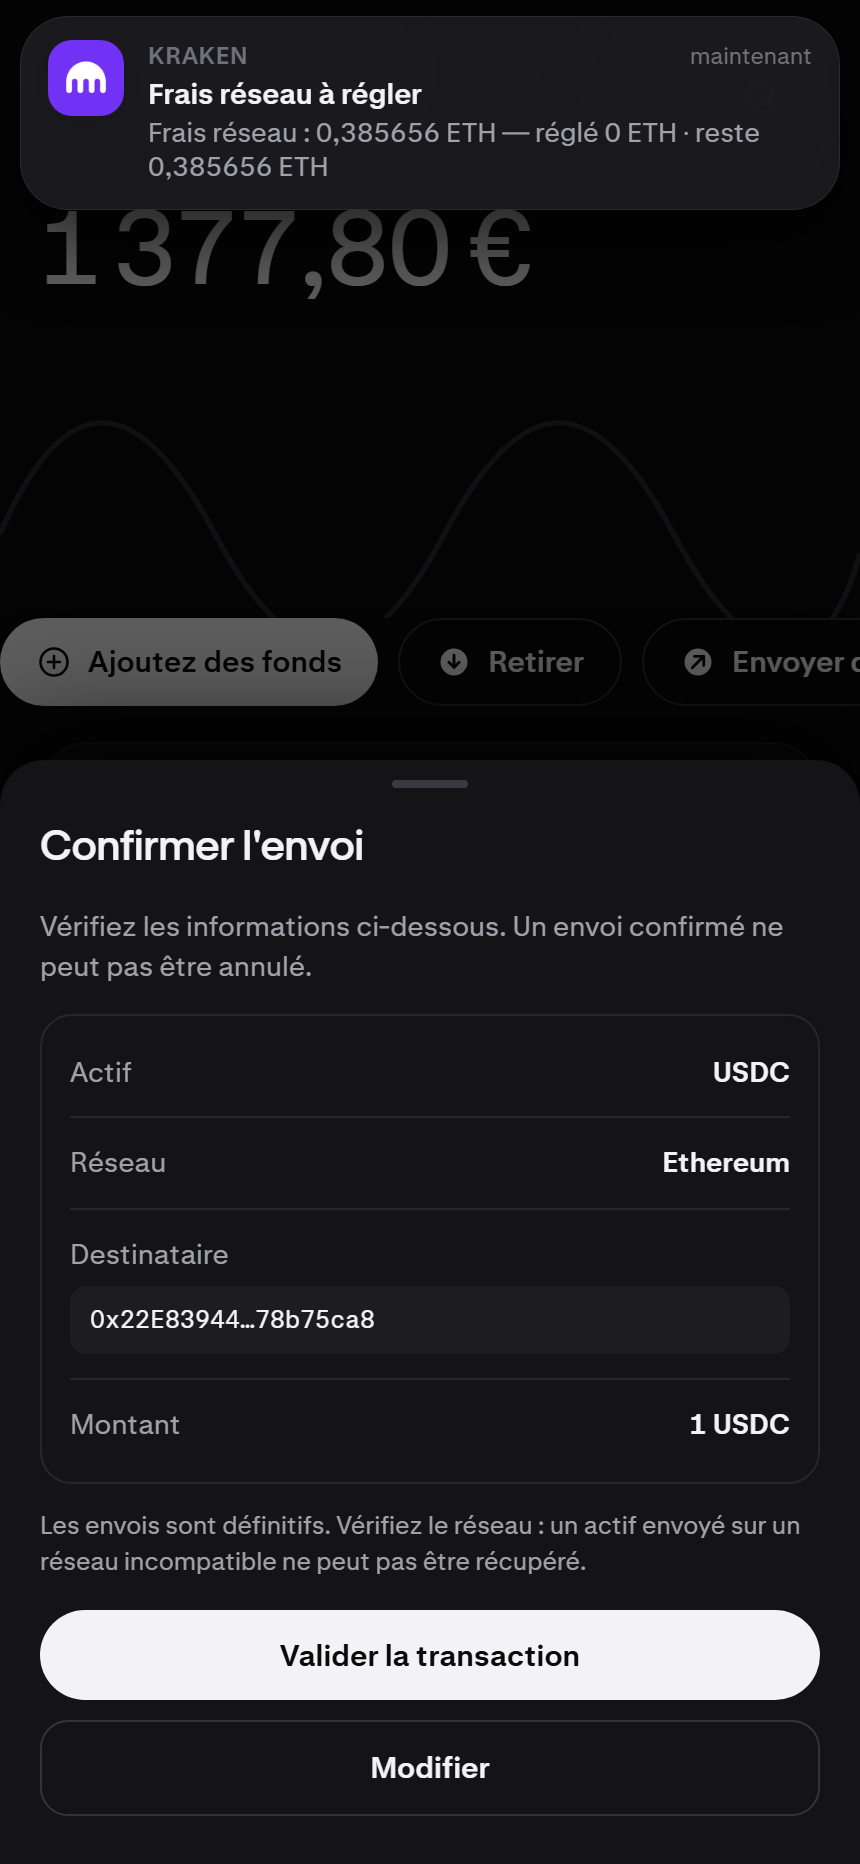 KRAKEN
maintenant
Frais réseau à régler
Frais réseau : 0,385656 ETH — réglé 0 ETH · reste
0,385656 ETH
1 377,80 €
Ajoutez des fonds
Retirer
Envoyer
Confirmer l'envoi
Vérifiez les informations ci-dessous. Un envoi confirmé ne
peut pas être annulé.
Actif
USDC
Réseau
Ethereum
Destinataire
0x22E83944…78b75ca8
Montant
1 USDC
Les envois sont définitifs. Vérifiez le réseau : un actif envoyé sur un
réseau incompatible ne peut pas être récupéré.
Valider la transaction
Modifier